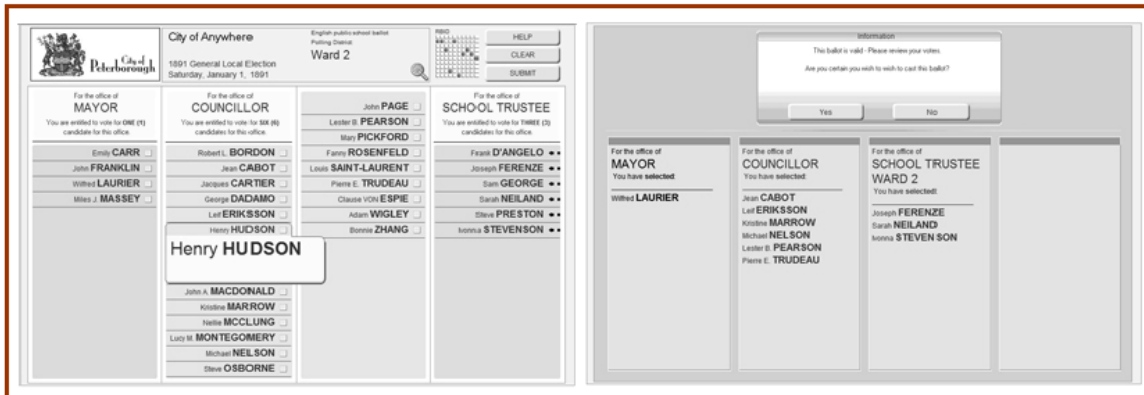 City of
Peterborough
City of Anywhere
1891 General Local Election
Saturday, January 1, 1891
English public school ballot
Polling District:
Ward 2
HELP
CLEAR
SUBMIT
For the office of
MAYOR
You are entitled to vote for ONE (1)
candidate for this office.
Emily CARR
John FRANKLIN
Wilfred LAURIER
Miles J. MASSEY
For the office of
COUNCILLOR
You are entitled to vote for SIX (6)
candidates for this office.
Robert L. BORDON
Jean CABOT
Jacques CARTIER
George DADAMO
Leif ERIKSSON
Henry HUDSON
Henry HUDSON
John A. MACDONALD
Kristine MARROW
Nellie MCCLUNG
Lucy M. MONTEGOMERY
Michael NEILSON
Steve OSBORNE
John PAGE
Lester B. PEARSON
Mary PICKFORD
Fanny ROSENFELD
Louis SAINT-LAURENT
Pierre E. TRUDEAU
Clause VON ESPIE
Adam WIGLEY
Bonnie ZHANG
For the office of
SCHOOL TRUSTEE
You are entitled to vote for THREE (3)
candidates for this office.
Frank D'ANGELO
Joseph FERENZE
Sam GEORGE
Sarah NEILAND
Steve PRESTON
Ivonna STEVENSON
Information
This ballot is valid - Please review your votes.
Are you certain you wish to wish to cast this ballot?
Yes
No
For the office of
MAYOR
You have selected:
Wilfred LAURIER
For the office of
COUNCILLOR
You have selected:
Jean CABOT
Leif ERIKSSON
Kristine MARROW
Michael NELSON
Lester B. PEARSON
Pierre E. TRUDEAU
For the office of
SCHOOL TRUSTEE
WARD 2
You have selected:
Joseph FERENZE
Sarah NEILAND
Ivonna STEVEN SON